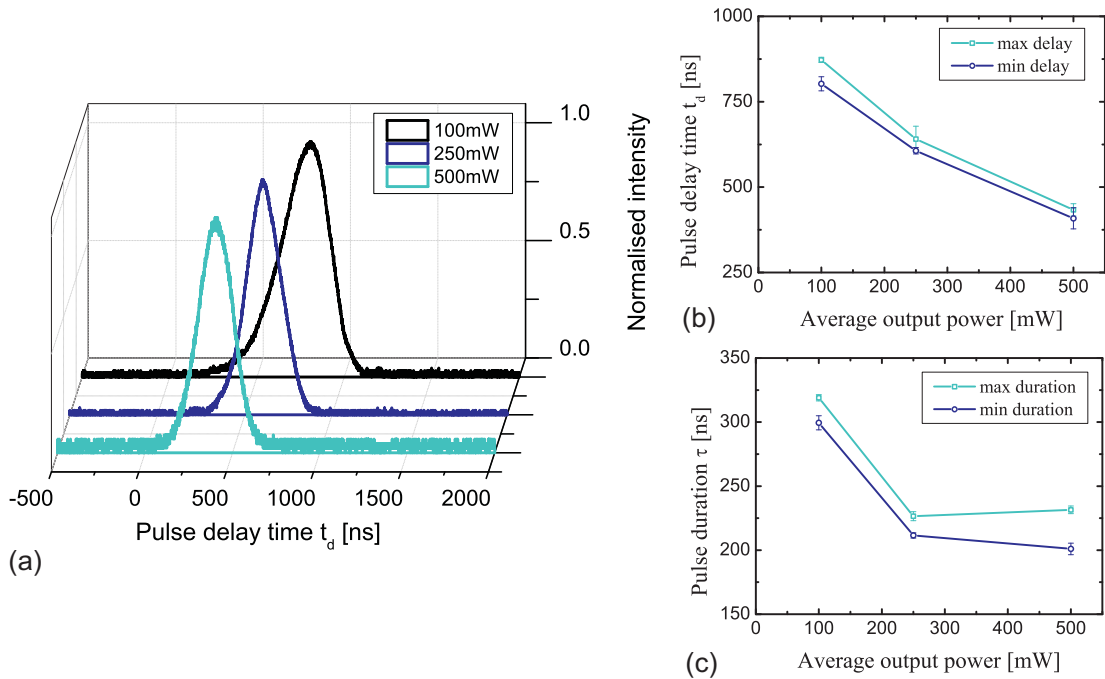 1.0
0.5
0.0
Normalised intensity
100mW
250mW
500mW
-500
0
500
1000
1500
2000
Pulse delay time t_d [ns]
(a)
1000
750
500
250
Pulse delay time t_d [ns]
max delay
min delay
0
100
200
300
400
500
Average output power [mW]
(b)
350
300
250
200
150
Pulse duration τ [ns]
max duration
min duration
0
100
200
300
400
500
Average output power [mW]
(c)